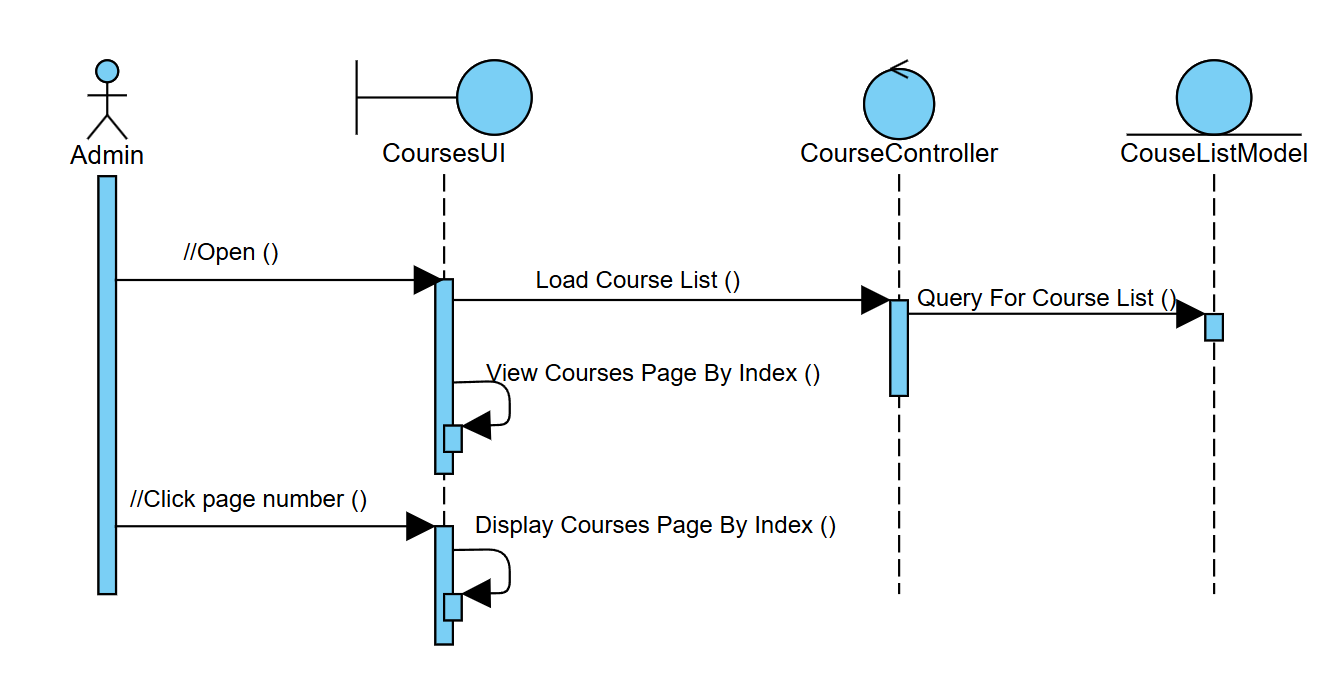 Admin
CoursesUI
CourseController
CouseListModel
//Open ()
Load Course List ()
Query For Course List ()
View Courses Page By Index ()
//Click page number ()
Display Courses Page By Index ()